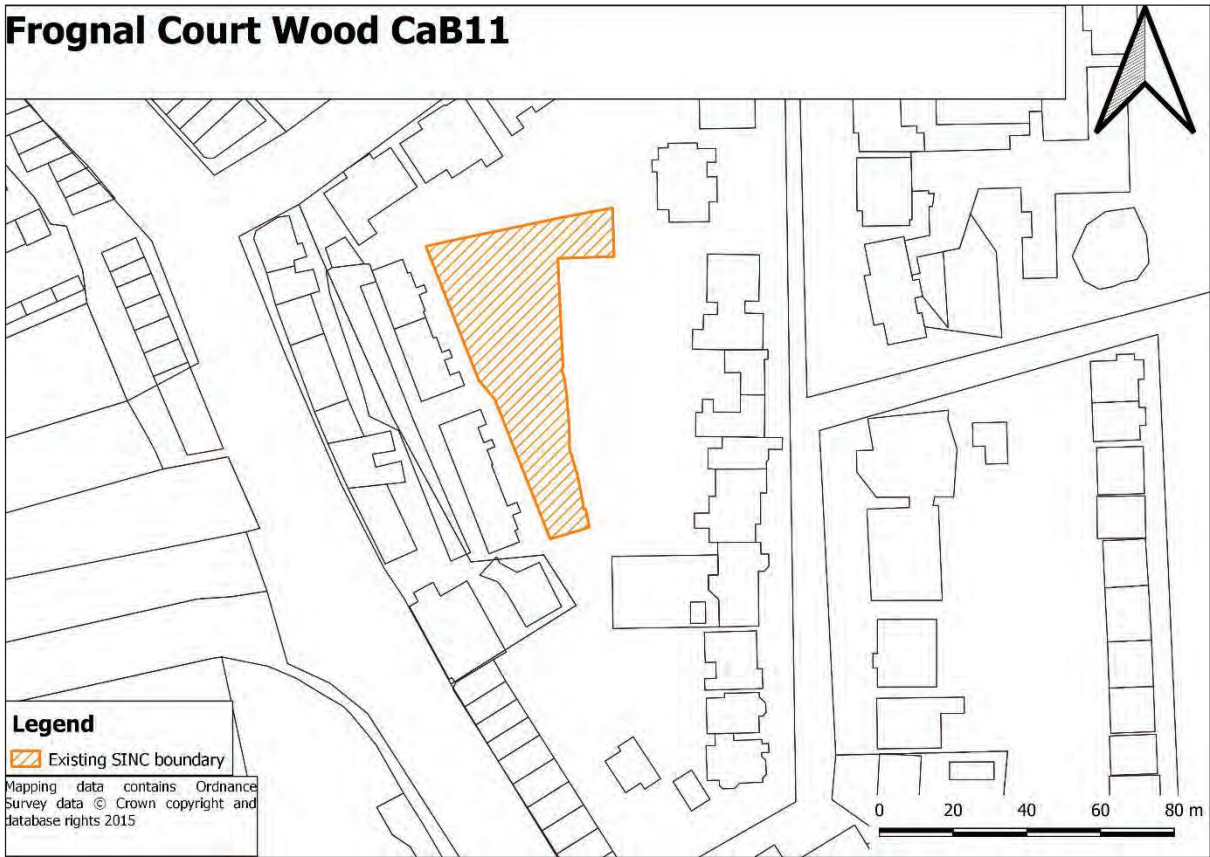 Frognal Court Wood CaB11
Legend
Existing SINC boundary
Mapping data contains Ordnance
Survey data © Crown copyright and
database rights 2015
0 20 40 60 80 m